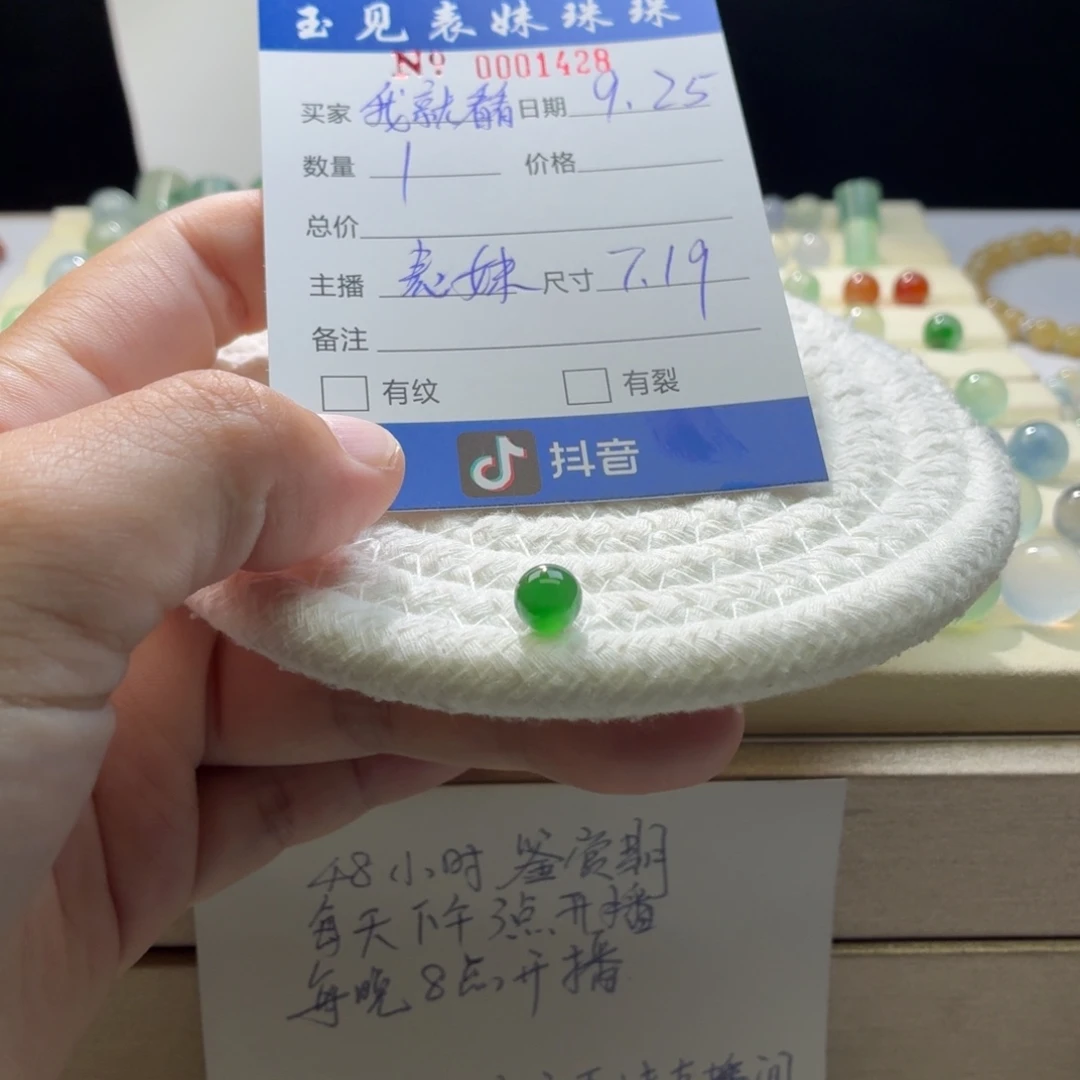 玉见表妹珠珠
Nº 0001428
买家 我就 日期 9.25
数量 1 价格
总价
主播 表妹 尺寸 7.19
备注
有纹 有裂
抖音
48小时鉴赏期
每天下午3点开播
每晚8点开播
直播间